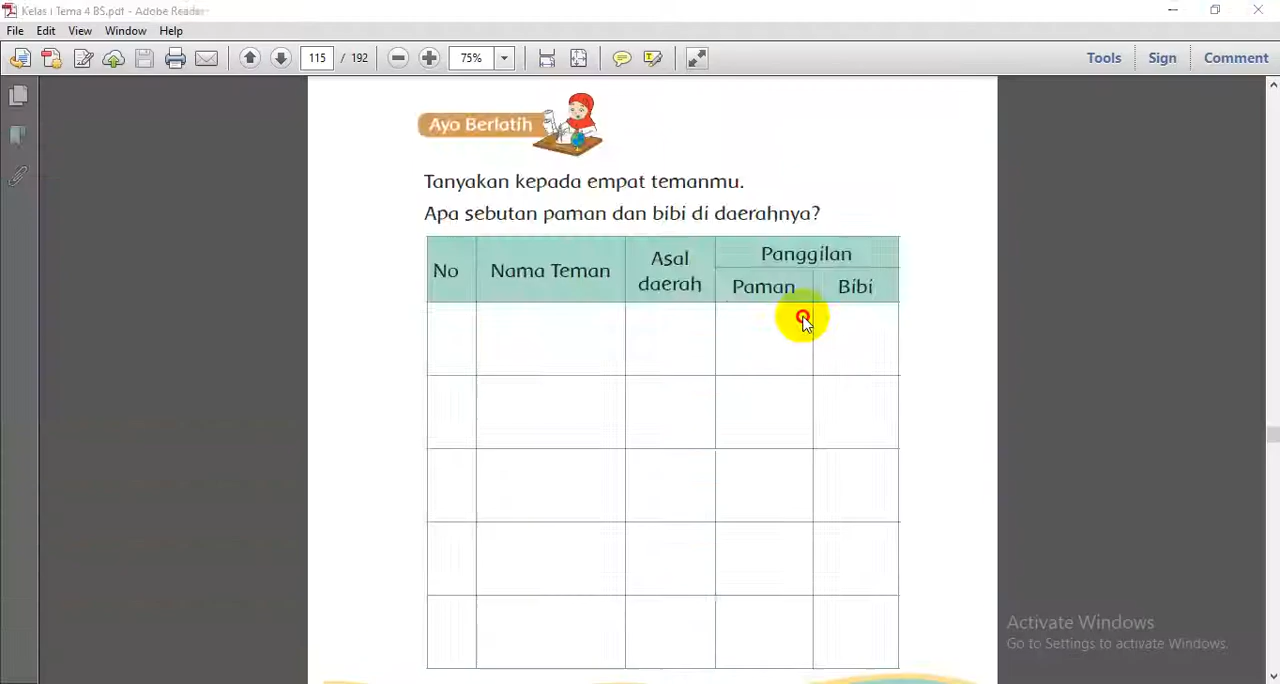 Kelas 1 Tema 4 BS.pdf - Adobe Reader
File Edit View Window Help
115 / 192 75% Tools Sign Comment
Ayo Berlatih
Tanyakan kepada empat temanmu.
Apa sebutan paman dan bibi di daerahnya?
No Nama Teman Asal daerah Panggilan
Paman Bibi
Activate Windows
Go to Settings to activate Windows.